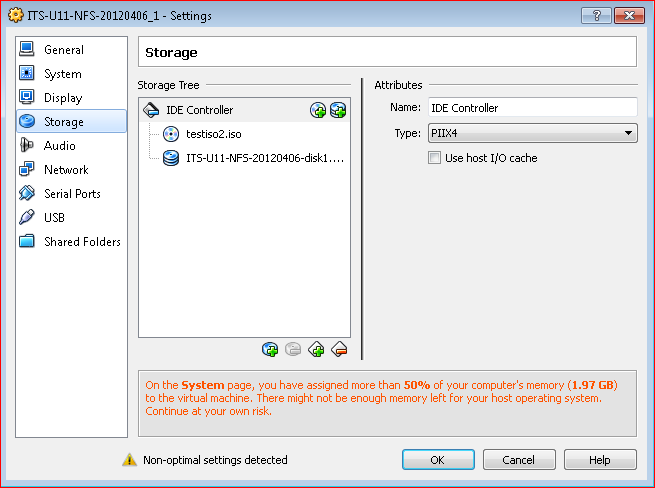 ITS-U11-NFS-20120406_1 - Settings
General
System
Display
Storage
Audio
Network
Serial Ports
USB
Shared Folders
Storage
Storage Tree
IDE Controller
testiso2.iso
ITS-U11-NFS-20120406-disk1....
Attributes
Name: IDE Controller
Type: PIIX4
Use host I/O cache
On the System page, you have assigned more than 50% of your computer's memory (1.97 GB)
to the virtual machine. There might not be enough memory left for your host operating system.
Continue at your own risk.
Non-optimal settings detected
OK
Cancel
Help